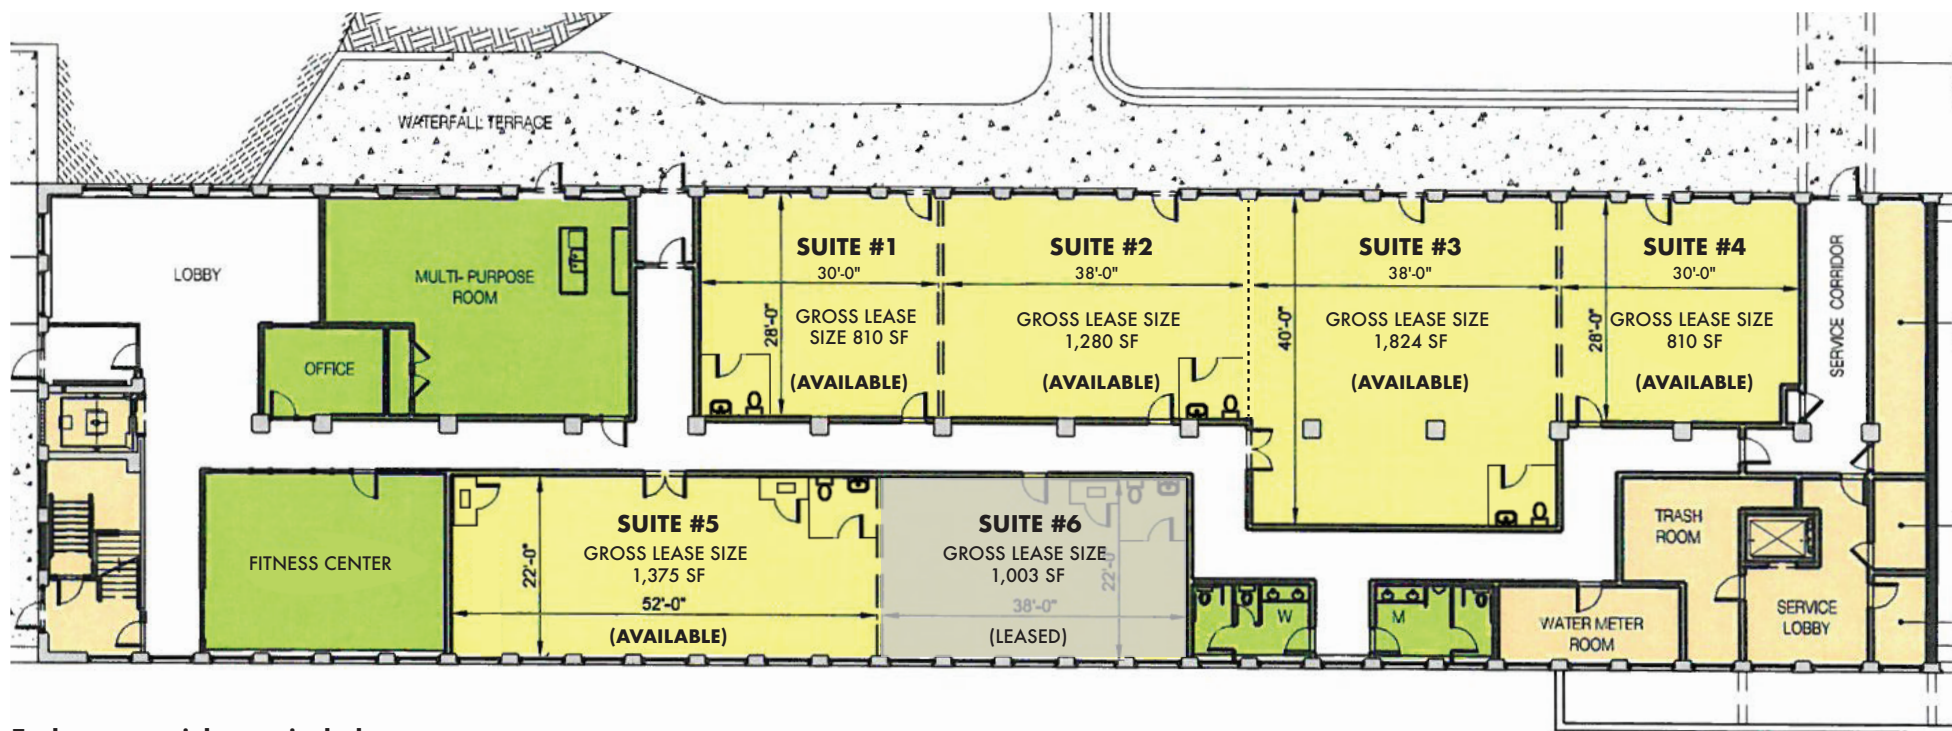 WATERFALL TERRACE
LOBBY
MULTI- PURPOSE
ROOM
OFFICE
SUITE #1
30'-0"
28'-0"
GROSS LEASE
SIZE 810 SF
(AVAILABLE)
SUITE #2
38'-0"
GROSS LEASE SIZE
1,280 SF
(AVAILABLE)
SUITE #3
38'-0"
40'-0"
GROSS LEASE SIZE
1,824 SF
(AVAILABLE)
SUITE #4
30'-0"
28'-0"
GROSS LEASE SIZE
810 SF
(AVAILABLE)
SERVICE CORRIDOR
FITNESS CENTER
SUITE #5
GROSS LEASE SIZE
1,375 SF
22'-0"
52'-0"
(AVAILABLE)
SUITE #6
GROSS LEASE SIZE
1,003 SF
22'-0
38'-0"
(LEASED)
W
M
WATER METER
ROOM
TRASH
ROOM
SERVICE
LOBBY